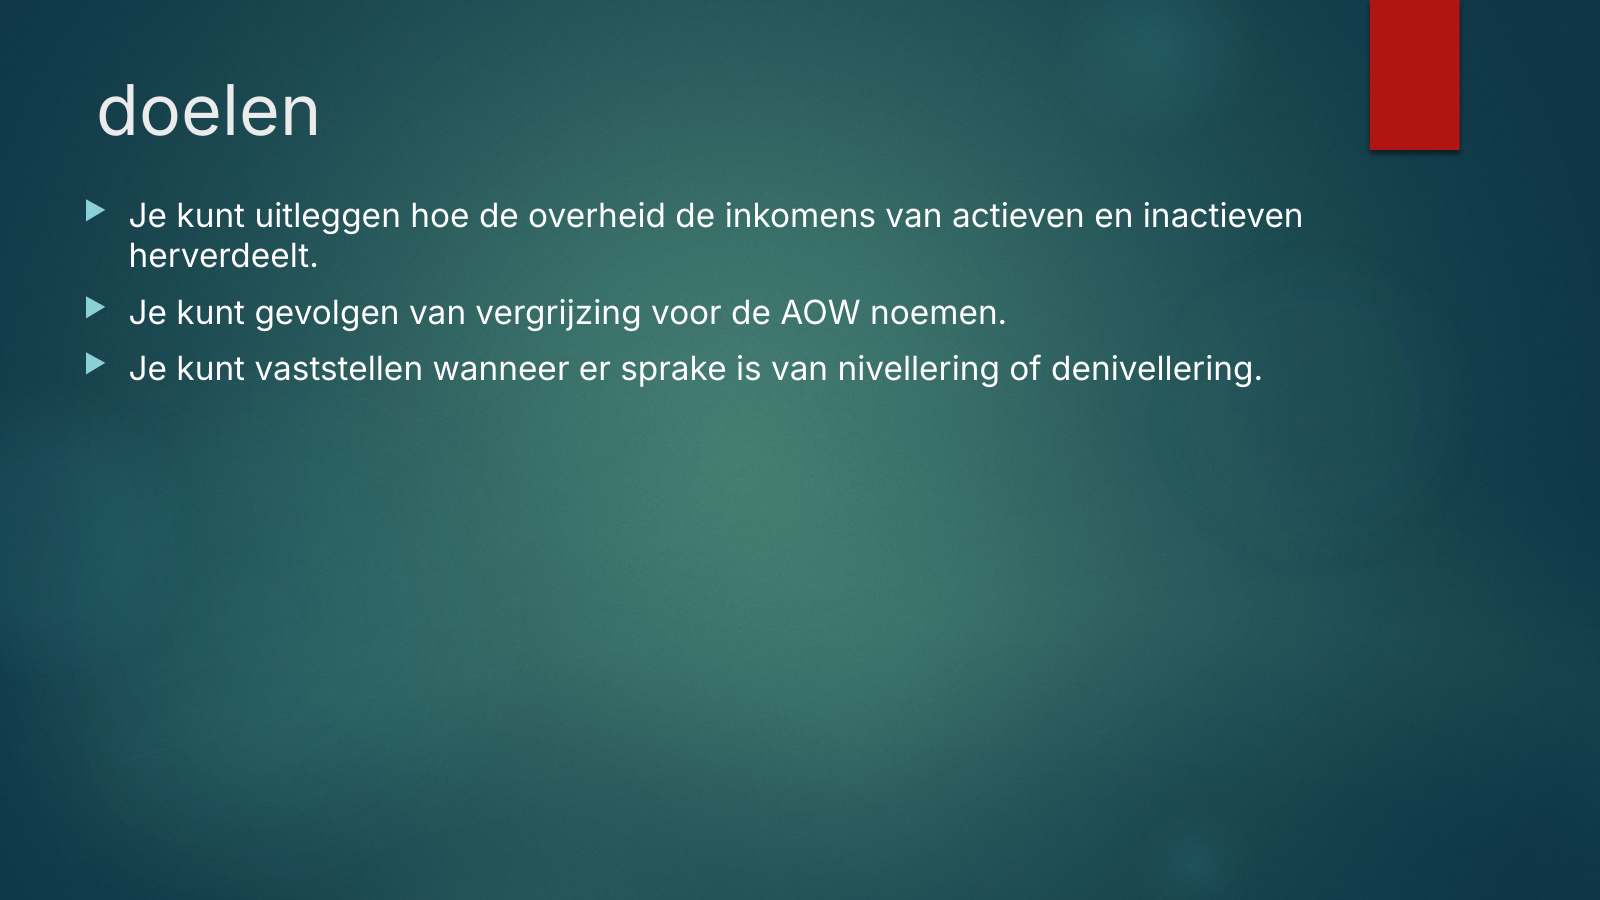 doelen
Je kunt uitleggen hoe de overheid de inkomens van actieven en inactieven
herverdeelt.
Je kunt gevolgen van vergrijzing voor de AOW noemen.
Je kunt vaststellen wanneer er sprake is van nivellering of denivellering.